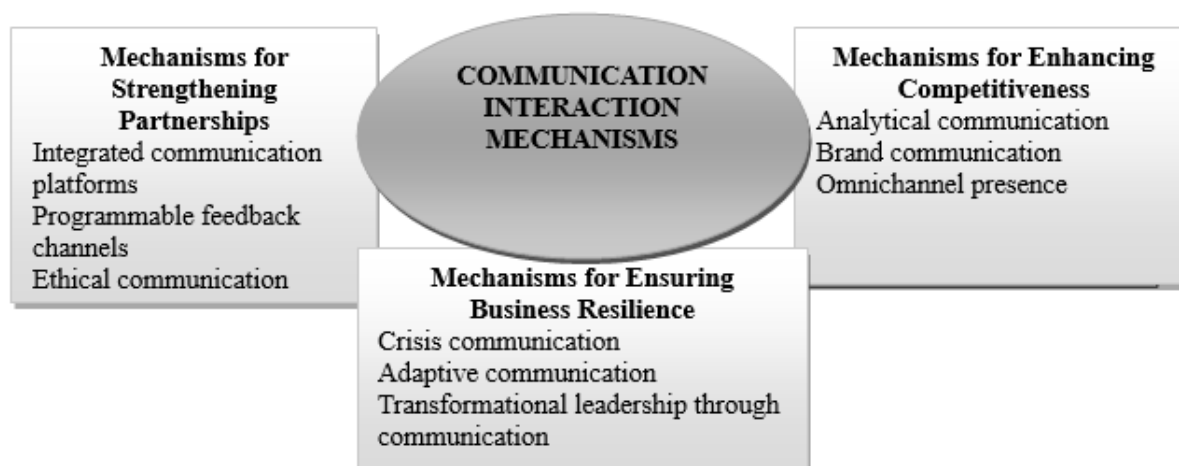 Mechanisms for
Strengthening
Partnerships
Integrated communication
platforms
Programmable feedback
channels
Ethical communication
COMMUNICATION
INTERACTION
MECHANISMS
Mechanisms for Enhancing
Competitiveness
Analytical communication
Brand communication
Omnichannel presence
Mechanisms for Ensuring
Business Resilience
Crisis communication
Adaptive communication
Transformational leadership through
communication